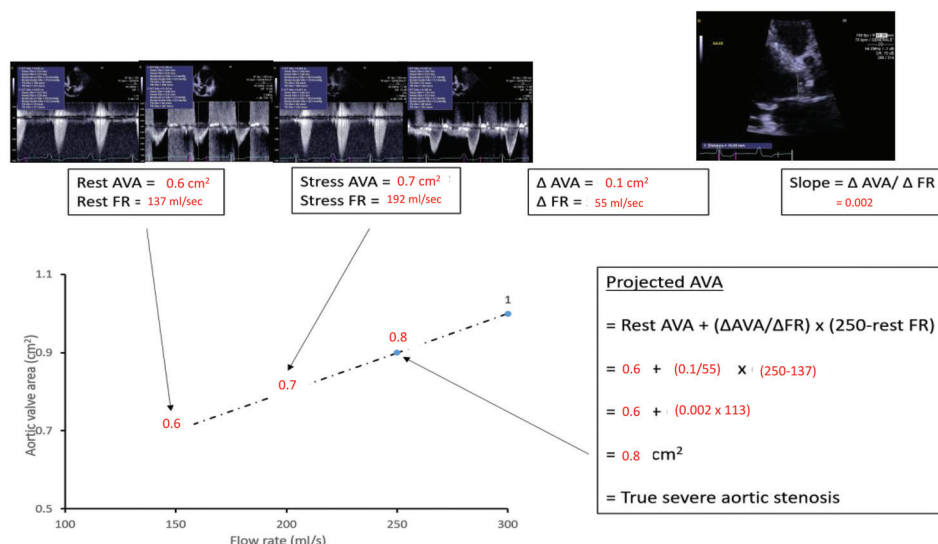 Rest AVA = 0.6 cm²
Rest FR = 137 ml/sec
Stress AVA = 0.7 cm²
Stress FR = 192 ml/sec
Δ AVA = 0.1 cm²
Δ FR = 55 ml/sec
Slope = Δ AVA/ Δ FR
= 0.002
Aortic valve area (cm²)
1.1
0.9
0.7
0.5
100
150
200
250
300
Flow rate (ml/s)
0.6
0.7
0.8
1
Projected AVA
= Rest AVA + (ΔAVA/ΔFR) x (250-rest FR)
= 0.6 + (0.1/55) x (250-137)
= 0.6 + (0.002 x 113)
= 0.8 cm²
= True severe aortic stenosis